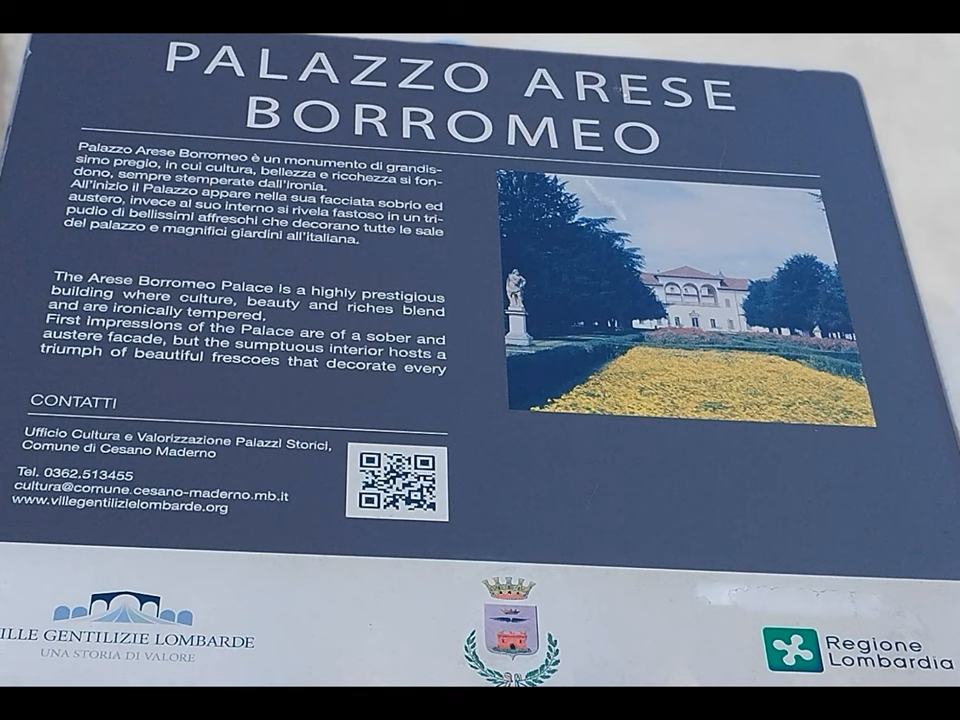 PALAZZO ARESE
BORROMEO
Palazzo Arese Borromeo è un monumento di grandis-
simo pregio, in cui cultura, bellezza e ricchezza si fon-
dono, sempre stemperate dall'ironia.
All'inizio il Palazzo appare nella sua facciata sobrio ed
austero, invece al suo interno si rivela fastoso in un tri-
pudio di bellissimi affreschi che decorano tutte le sale
del palazzo e magnifici giardini all'italiana.
The Arese Borromeo Palace is a highly prestigious
building where culture, beauty and riches blend
and are ironically tempered.
First impressions of the Palace are of a sober and
austere facade, but the sumptuous interior hosts a
triumph of beautiful frescoes that decorate every
CONTATTI
Ufficio Cultura e Valorizzazione Palazzi Storici,
Comune di Cesano Maderno
Tel. 0362.513455
cultura@comune.cesano-maderno.mb.it
www.villegentilizielombarde.org
ILLE GENTILIZIE LOMBARDE
UNA STORIA DI VALORE
Regione
Lombardia